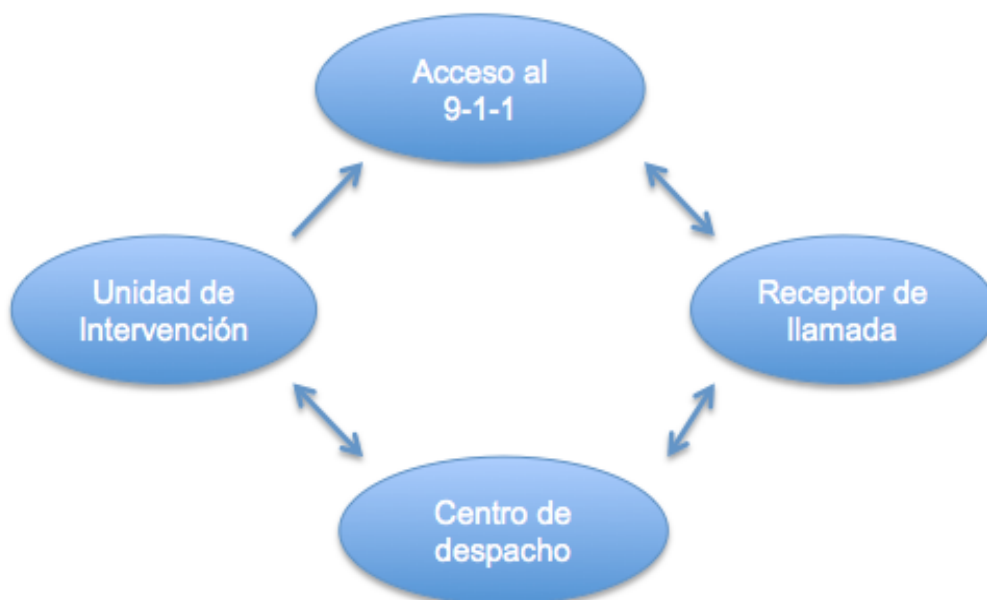 Acceso al
9-1-1
Unidad de
Intervención
Receptor de
llamada
Centro de
despacho